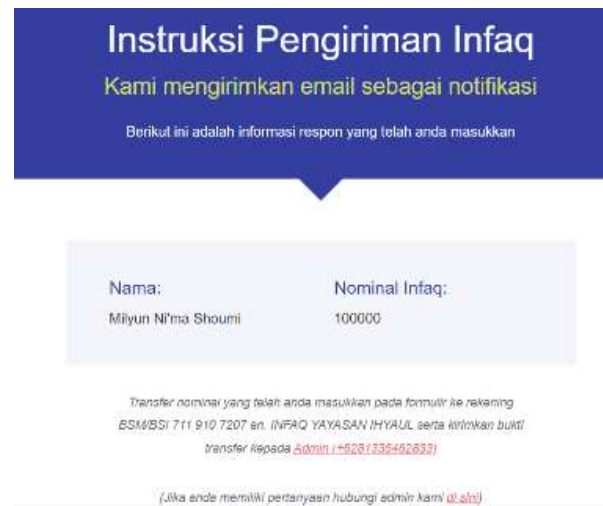 Instruksi Pengiriman Infaq
Kami mengirimkan email sebagai notifikasi
Berikut ini adalah informasi respon yang telah anda masukkan
Nama:
Nominal Infaq:
Milyun Ni'ma Shoumi
100000
Transfer nominal yang telah anda masukkan pada formulir ke rekening
BSM/BSI 711 910 7207 an. INFAQ YAYASAN IHYAUL serta kirimkan bukti
transfer kepada Admin (+6281335462833)
(Jika anda memiliki pertanyaan hubungi admin kami di sini)